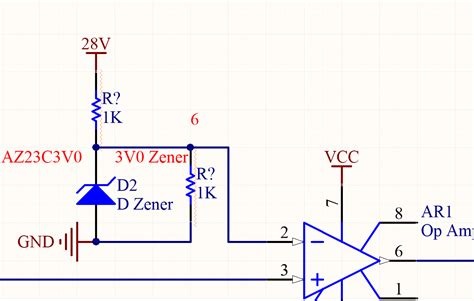 28V
R?
1K
6
AZ23C3V0
3V0 Zener
R?
1K
VCC
D2
D Zener
7
8
AR1
Op Am
2
6
GND
3
1